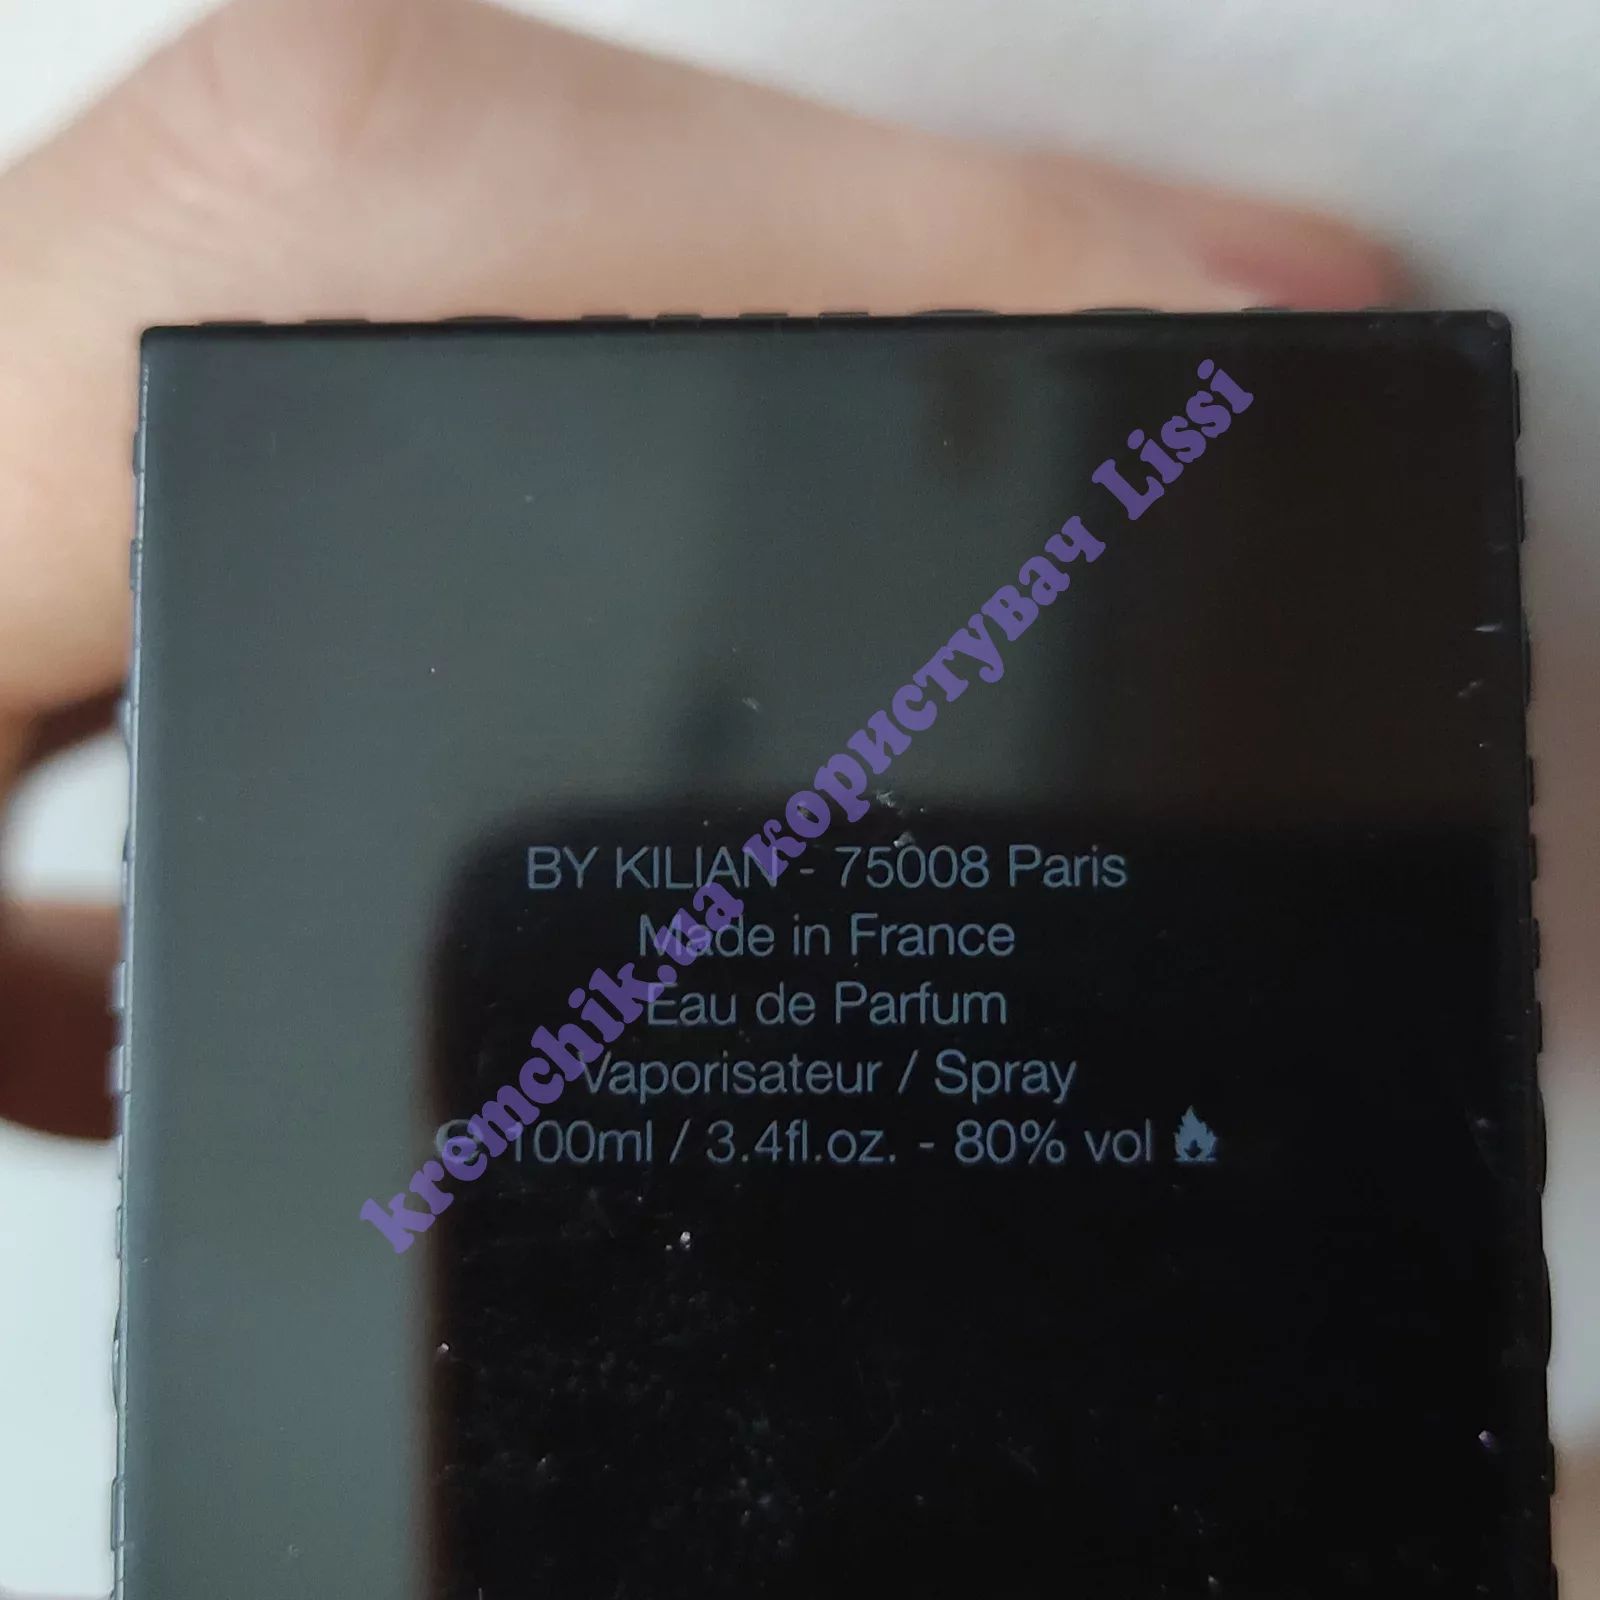 BY KILIAN - 75008 Paris
Made in France
Eau de Parfum
Vaporisateur / Spray
℮ 100ml / 3.4fl.oz. - 80% vol
kremchik.ua користувач Lissi